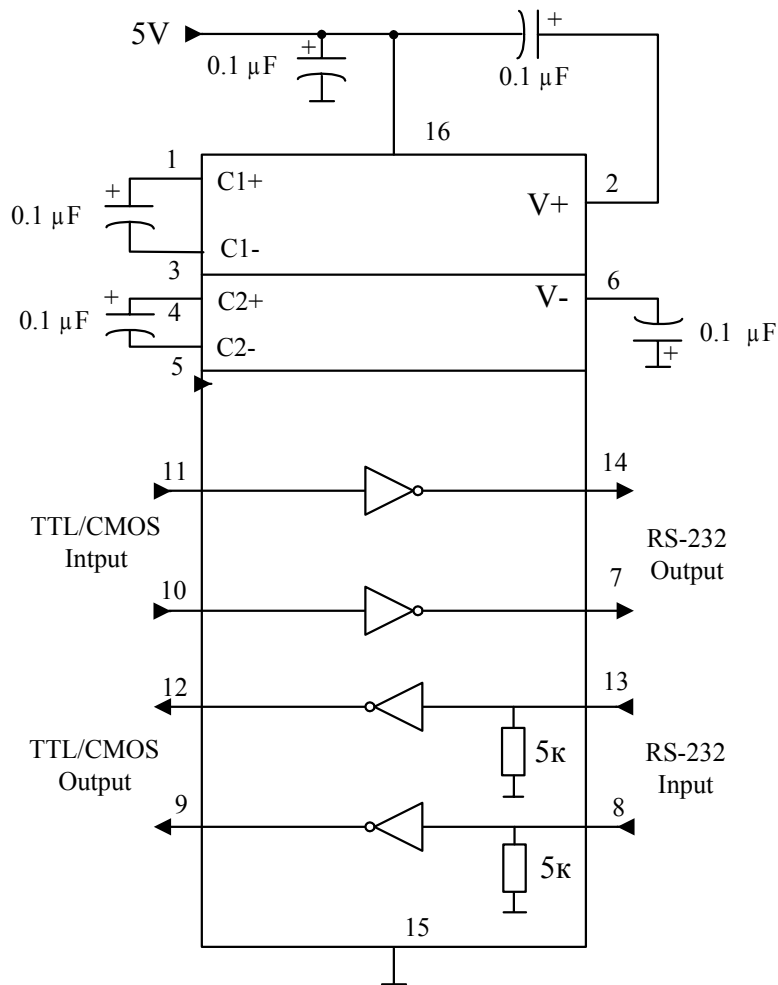 5V
+
0.1 µF
+
0.1 µF
16
1
C1+
2
V+
+
0.1 µF
C1-
3
6
V-
+
4
C2+
0.1 µF
C2-
+
0.1 µF
5
11
14
TTL/CMOS
Intput
RS-232
Output
10
7
12
13
TTL/CMOS
Output
5к
RS-232
Input
9
8
5к
15